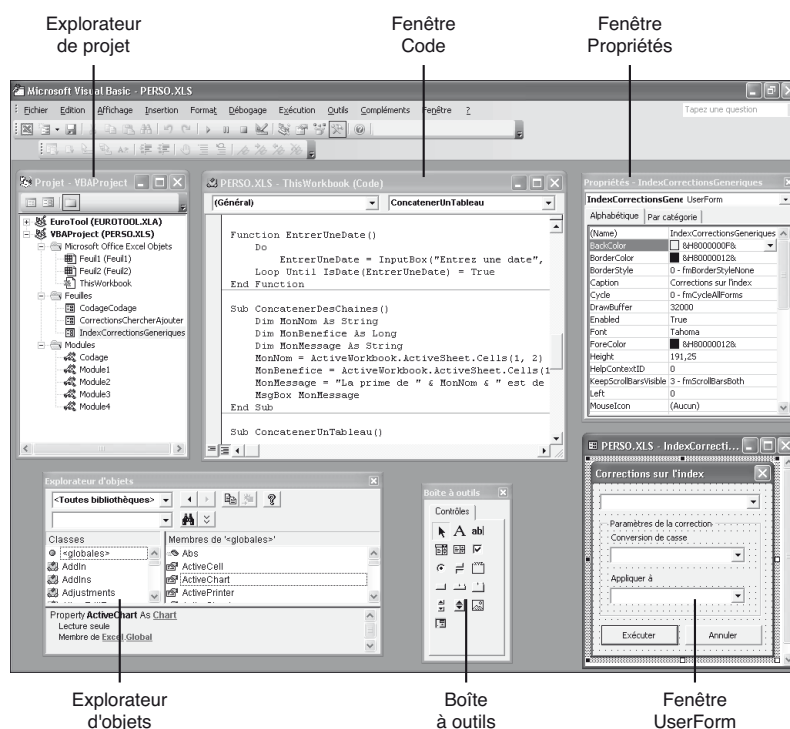 Explorateur
de projet
Fenêtre
Code
Fenêtre
Propriétés
Microsoft Visual Basic - PERSO.XLS
Fichier Edition Affichage Insertion Format Débogage Exécution Outils Compléments Fenêtre ?
Tapez une question
Projet - VBAProject
EuroTool (EUROTOOL.XLA)
VBAProject (PERSO.XLS)
Microsoft Office Excel Objets
Feuil1 (Feuil1)
Feuil2 (Feuil2)
ThisWorkbook
Feuilles
CodageCodage
CorrectionsChercherAjouter
IndexCorrectionsGeneriques
Modules
Codage
Module1
Module2
Module3
Module4
PERSO.XLS - ThisWorkbook (Code)
(Général) ConcatenerUnTableau
Function EntrerUneDate()
Do
EntrerUneDate = InputBox("Entrez une date",
Loop Until IsDate(EntrerUneDate) = True
End Function
Sub ConcatenerDesChaines()
Dim MonNom As String
Dim MonBenefice As Long
Dim MonMessage As String
MonNom = ActiveWorkbook.ActiveSheet.Cells(1, 2)
MonBenefice = ActiveWorkbook.ActiveSheet.Cells(1
MonMessage = "La prime de " & MonNom & " est de
MsgBox MonMessage
End Sub
Sub ConcatenerUnTableau()
Propriétés - IndexCorrectionsGeneriques
IndexCorrectionsGene UserForm
Alphabétique Par catégorie
(Name) IndexCorrectionsGeneriques
BackColor &H8000000F&
BorderColor &H80000012&
BorderStyle 0 - fmBorderStyleNone
Caption Corrections sur l'index
Cycle 0 - fmCycleAllForms
DrawBuffer 32000
Enabled True
Font Tahoma
ForeColor &H80000012&
Height 191,25
HelpContextID 0
KeepScrollBarsVisible 3 - fmScrollBarsBoth
Left 0
MouseIcon (Aucun)
Explorateur d'objets
<Toutes bibliothèques>
Classes Membres de '<globales>'
<globales> Abs
AddIn ActiveCell
AddIns ActiveChart
Adjustments ActivePrinter
Property ActiveChart As Chart
Lecture seule
Membre de Excel.Global
Boîte à outils
Contrôles
A ab|
PERSO.XLS - IndexCorrecti...
Corrections sur l'index
Paramètres de la correction
Conversion de casse
Appliquer à
Exécuter Annuler
Explorateur
d'objets
Boîte
à outils
Fenêtre
UserForm